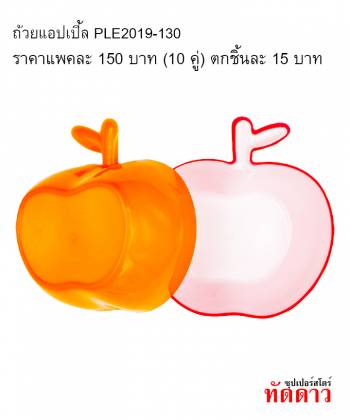 ถ้วยแอปเปิ้ล PLE2019-130
ราคาแพคละ 150 บาท (10 คู่) ตกชิ้นละ 15 บาท
ซุปเปอร์สโตร์
ทัดดาว